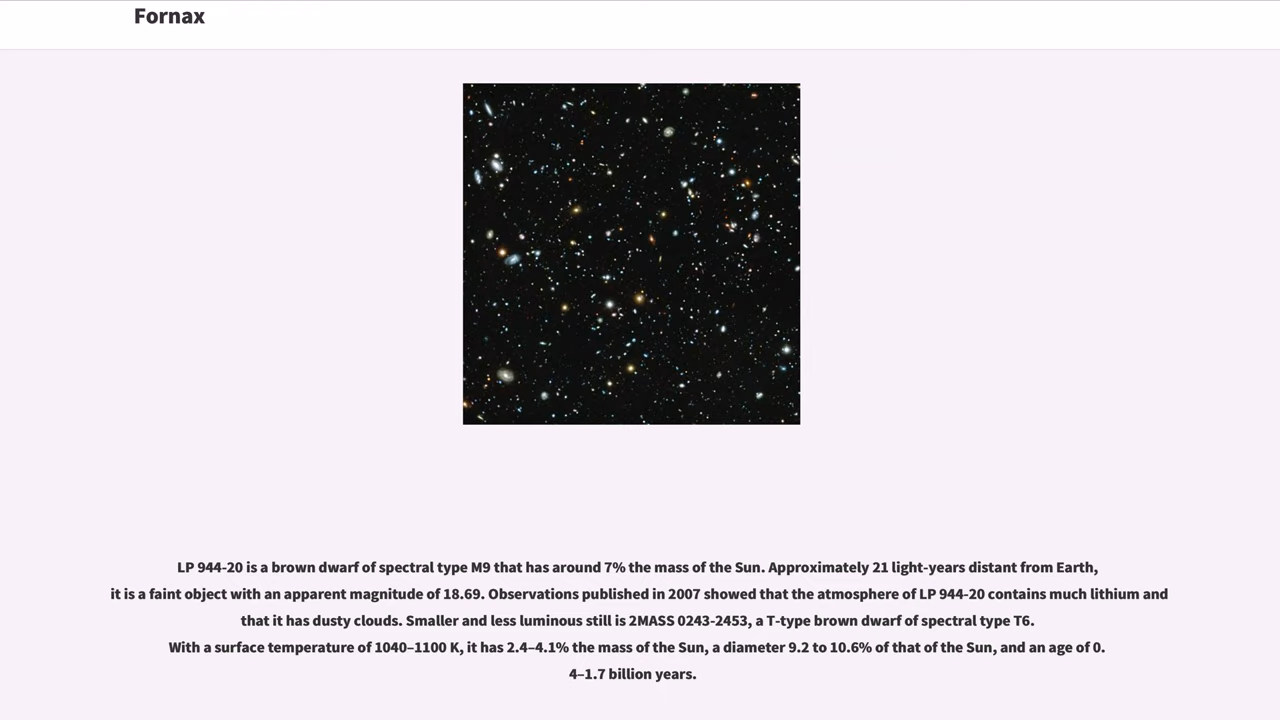 Fornax
LP 944-20 is a brown dwarf of spectral type M9 that has around 7% the mass of the Sun. Approximately 21 light-years distant from Earth,
it is a faint object with an apparent magnitude of 18.69. Observations published in 2007 showed that the atmosphere of LP 944-20 contains much lithium and
that it has dusty clouds. Smaller and less luminous still is 2MASS 0243-2453, a T-type brown dwarf of spectral type T6.
With a surface temperature of 1040–1100 K, it has 2.4–4.1% the mass of the Sun, a diameter 9.2 to 10.6% of that of the Sun, and an age of 0.
4–1.7 billion years.